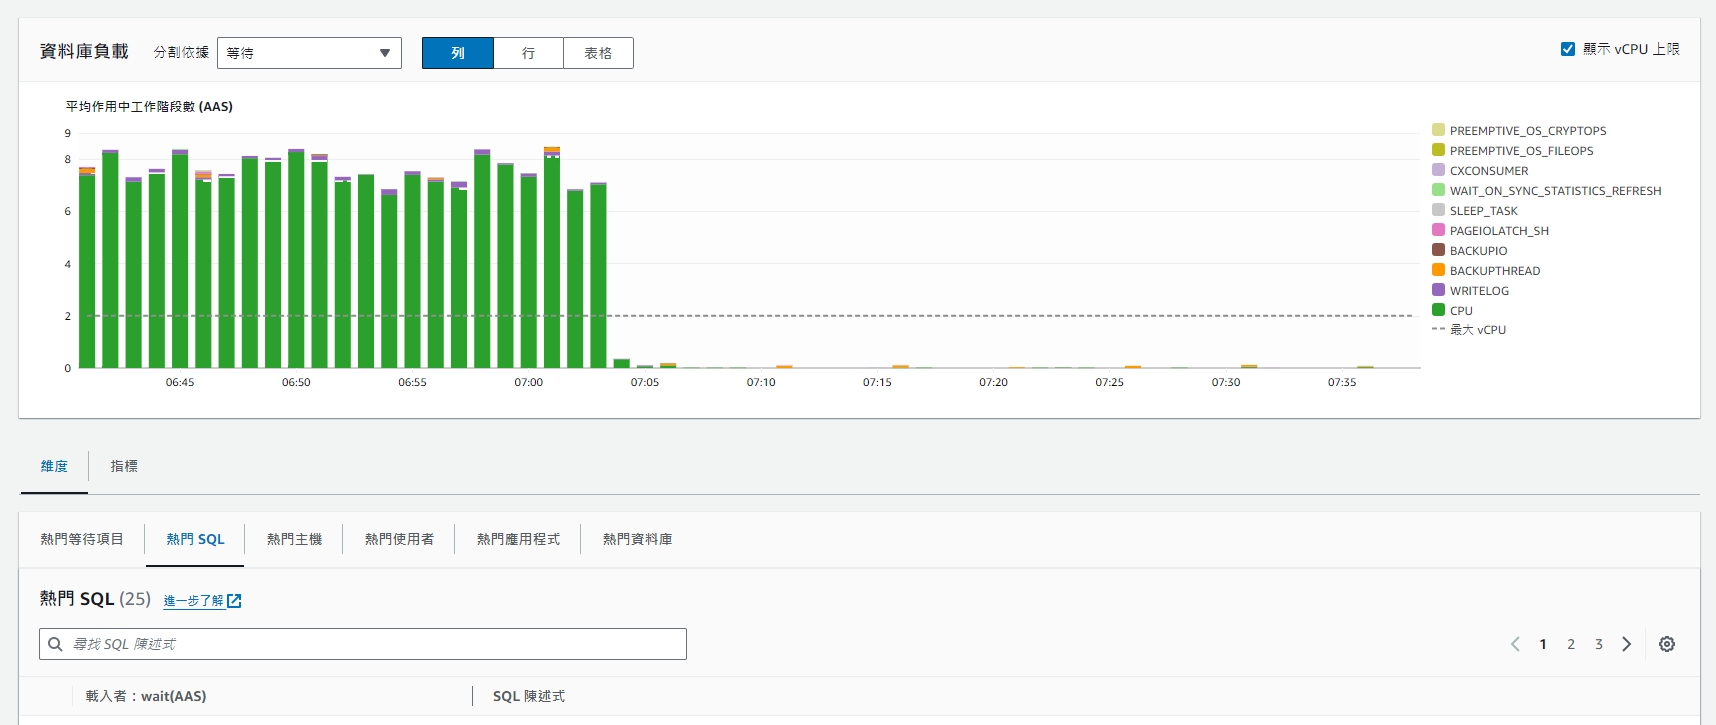 資料庫負載 分割依據 等待 列 行 表格 顯示 vCPU 上限
平均作用中工作階段數 (AAS)
9
8
6
4
2
0
06:45 06:50 06:55 07:00 07:05 07:10 07:15 07:20 07:25 07:30 07:35
PREEMPTIVE_OS_CRYPTOPS
PREEMPTIVE_OS_FILEOPS
CXCONSUMER
WAIT_ON_SYNC_STATISTICS_REFRESH
SLEEP_TASK
PAGEIOLATCH_SH
BACKUPIO
BACKUPTHREAD
WRITELOG
CPU
最大 vCPU
維度 指標
熱門等待項目 熱門 SQL 熱門主機 熱門使用者 熱門應用程式 熱門資料庫
熱門 SQL (25) 進一步了解
尋找 SQL 陳述式 1 2 3
載入者：wait(AAS) SQL 陳述式